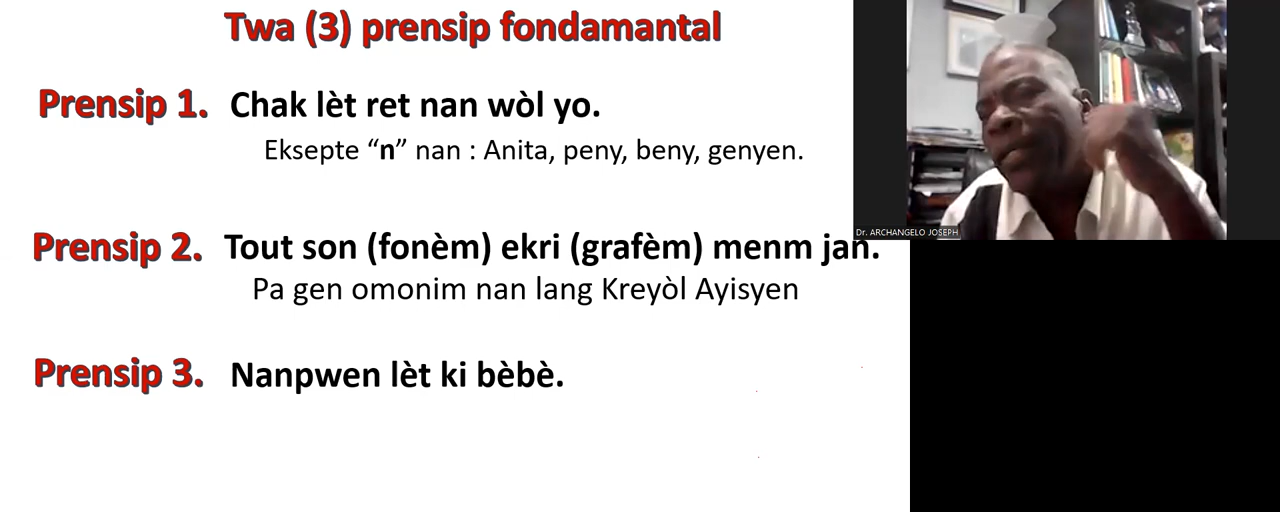 Twa (3) prensip fondamantal
Prensip 1. Chak lèt ret nan wòl yo.
Eksepte “n” nan : Anita, peny, beny, genyen.
Prensip 2. Tout son (fonèm) ekri (grafèm) menm jan.
Pa gen omonim nan lang Kreyòl Ayisyen
Prensip 3. Nanpwen lèt ki bèbè.
Dr. ARCHANGELO JOSEPH